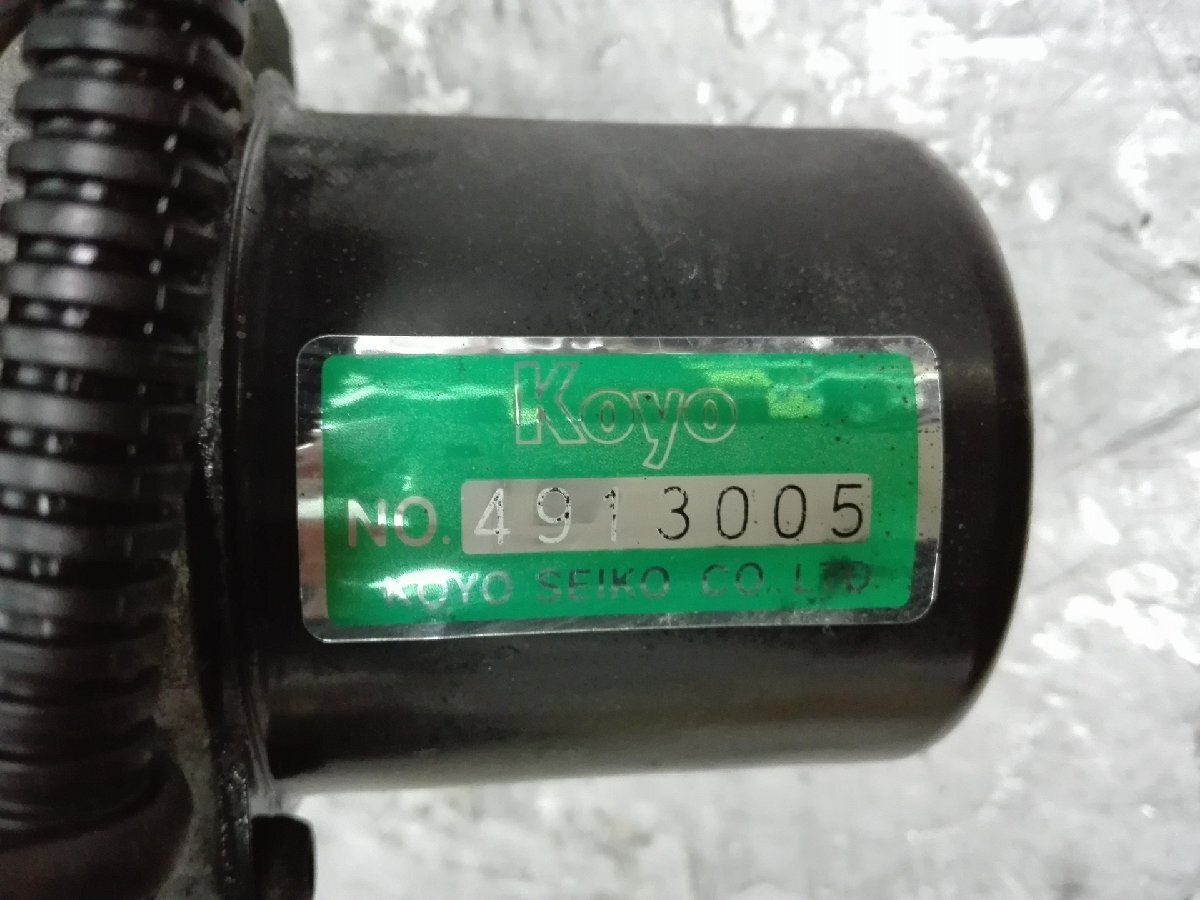 Koyo
NO. 4913005
KOYO SEIKO CO. LTD.